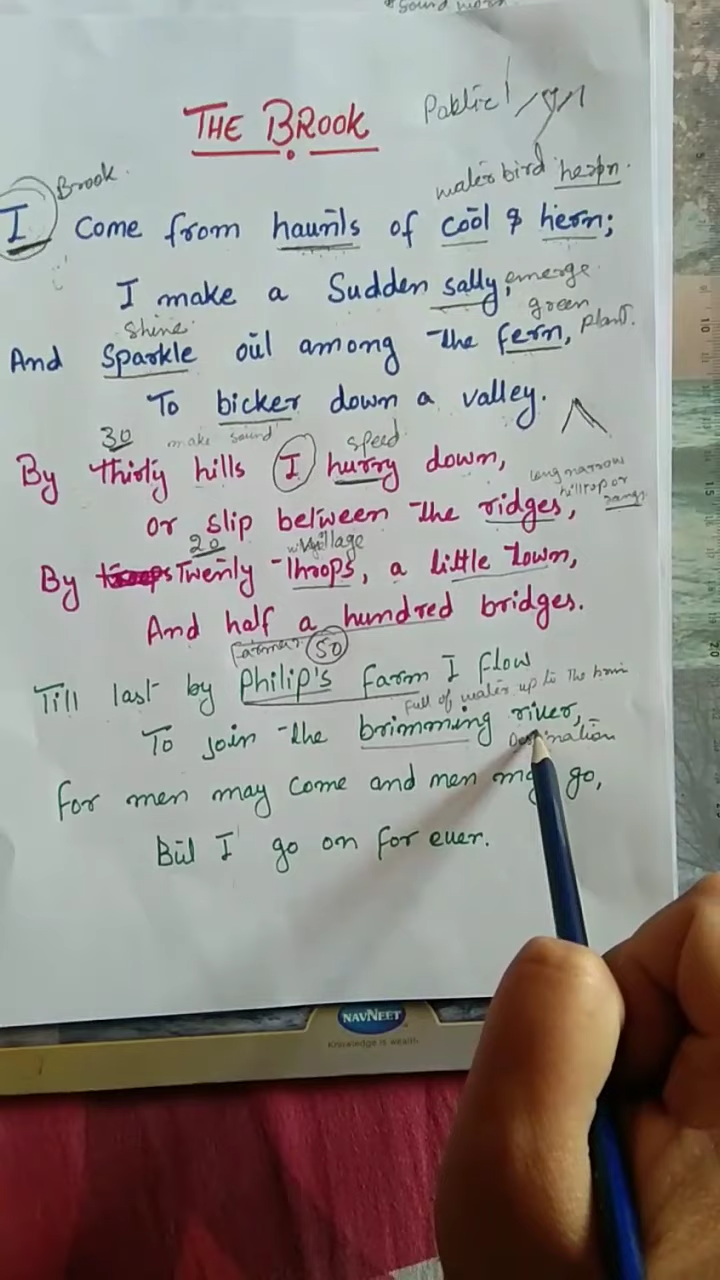 Sound
THE BROOK
Public
Brook.
water bird heron.
I come from haunts of cool & hern;
I make a Sudden sally, emerge
shine green
And Sparkle out among the fern, plant.
To bicker down a valley.
30 make sound speed
By thirty hills I hurry down,
long narrow
hilltop or
range
or slip between the ridges,
20 village
By Twenty throps, a little town,
And half a hundred bridges.
farmer 50
Till last by Philip's farm I flow
Full of water up to the brim
To join the brimming river,
Destination
for men may come and men may go,
But I go on for ever.
NAVNEET
Knowledge is wealth